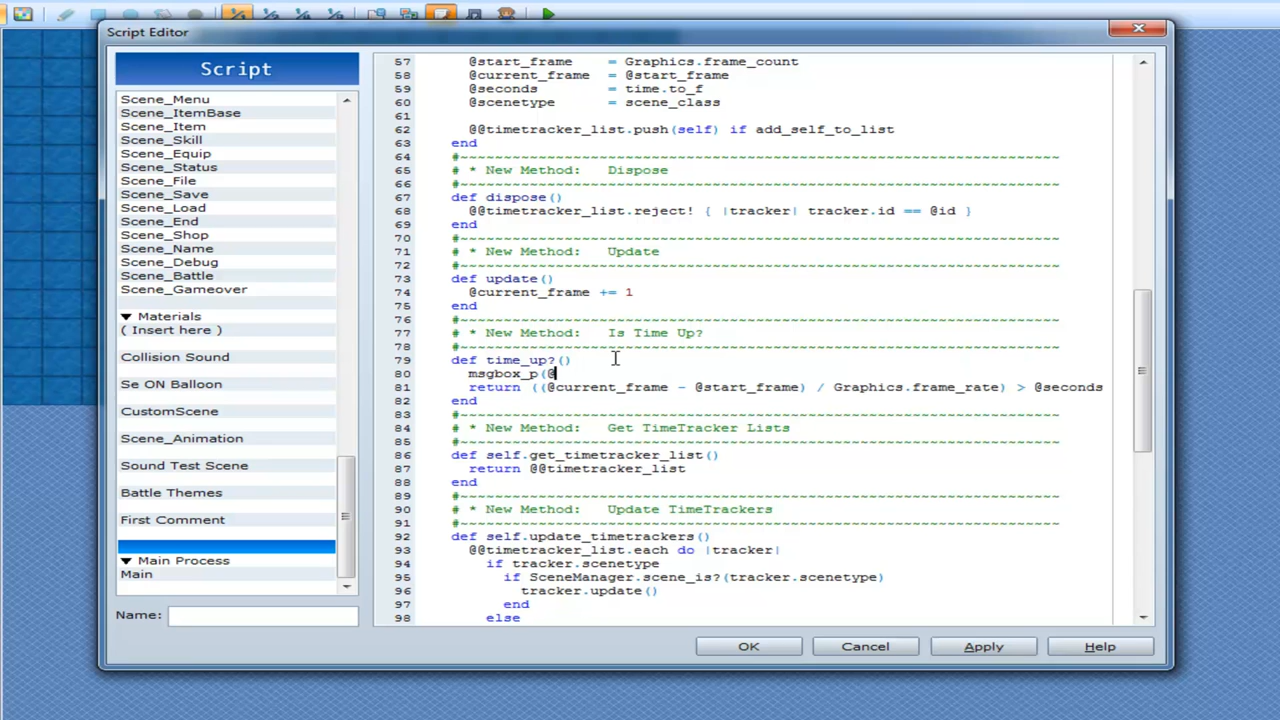 Script Editor
Script
Scene_Menu
Scene_ItemBase
Scene_Item
Scene_Skill
Scene_Equip
Scene_Status
Scene_File
Scene_Save
Scene_Load
Scene_End
Scene_Shop
Scene_Name
Scene_Debug
Scene_Battle
Scene_Gameover
▼ Materials
( Insert here )
Collision Sound
Se ON Balloon
CustomScene
Scene_Animation
Sound Test Scene
Battle Themes
First Comment
▼ Main Process
Main
Name:
57 @start_frame = Graphics.frame_count
58 @current_frame = @start_frame
59 @seconds = time.to_f
60 @scenetype = scene_class
61
62 @@timetracker_list.push(self) if add_self_to_list
63 end
64 #~~~~~~~~~~~~~~~~~~~~~~~~~~~~~~~~~~~~~~~~~~~~~~~~~~~~~~~~~~~~~~~~~~~~~
65 # * New Method: Dispose
66 #~~~~~~~~~~~~~~~~~~~~~~~~~~~~~~~~~~~~~~~~~~~~~~~~~~~~~~~~~~~~~~~~~~~~~
67 def dispose()
68 @@timetracker_list.reject! { |tracker| tracker.id == @id }
69 end
70 #~~~~~~~~~~~~~~~~~~~~~~~~~~~~~~~~~~~~~~~~~~~~~~~~~~~~~~~~~~~~~~~~~~~~~
71 # * New Method: Update
72 #~~~~~~~~~~~~~~~~~~~~~~~~~~~~~~~~~~~~~~~~~~~~~~~~~~~~~~~~~~~~~~~~~~~~~
73 def update()
74 @current_frame += 1
75 end
76 #~~~~~~~~~~~~~~~~~~~~~~~~~~~~~~~~~~~~~~~~~~~~~~~~~~~~~~~~~~~~~~~~~~~~~
77 # * New Method: Is Time Up?
78 #~~~~~~~~~~~~~~~~~~~~~~~~~~~~~~~~~~~~~~~~~~~~~~~~~~~~~~~~~~~~~~~~~~~~~
79 def time_up?()
80 msgbox_p(@
81 return ((@current_frame - @start_frame) / Graphics.frame_rate) > @seconds
82 end
83 #~~~~~~~~~~~~~~~~~~~~~~~~~~~~~~~~~~~~~~~~~~~~~~~~~~~~~~~~~~~~~~~~~~~~~
84 # * New Method: Get TimeTracker Lists
85 #~~~~~~~~~~~~~~~~~~~~~~~~~~~~~~~~~~~~~~~~~~~~~~~~~~~~~~~~~~~~~~~~~~~~~
86 def self.get_timetracker_list()
87 return @@timetracker_list
88 end
89 #~~~~~~~~~~~~~~~~~~~~~~~~~~~~~~~~~~~~~~~~~~~~~~~~~~~~~~~~~~~~~~~~~~~~~
90 # * New Method: Update TimeTrackers
91 #~~~~~~~~~~~~~~~~~~~~~~~~~~~~~~~~~~~~~~~~~~~~~~~~~~~~~~~~~~~~~~~~~~~~~
92 def self.update_timetrackers()
93 @@timetracker_list.each do |tracker|
94 if tracker.scenetype
95 if SceneManager.scene_is?(tracker.scenetype)
96 tracker.update()
97 end
98 else
OK Cancel Apply Help